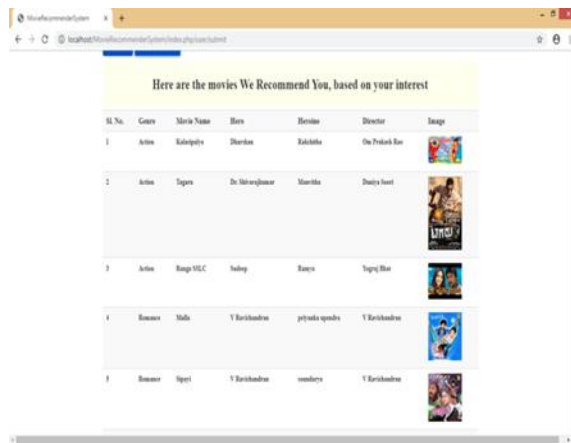 MovieRecommenderSystem
localhost/MovieRecommenderSystem/index.php/user/submit
Here are the movies We Recommend You, based on your interest
Sl. No. Genre Movie Name Hero Heroine Director Image
1 Action Kalasipalya Dharshan Rakshitha Om Prakash Rao
2 Action Tagaru Dr. Shivarajkumar Manvitha Duniya Soori
ಟಗರು
3 Action Ranga SSLC Sudeep Ramya Yograj Bhat
4 Romance Malla V Ravichandran priyanka upendra V Ravichandran
5 Romance Sipayi V Ravichandran soundarya V Ravichandran